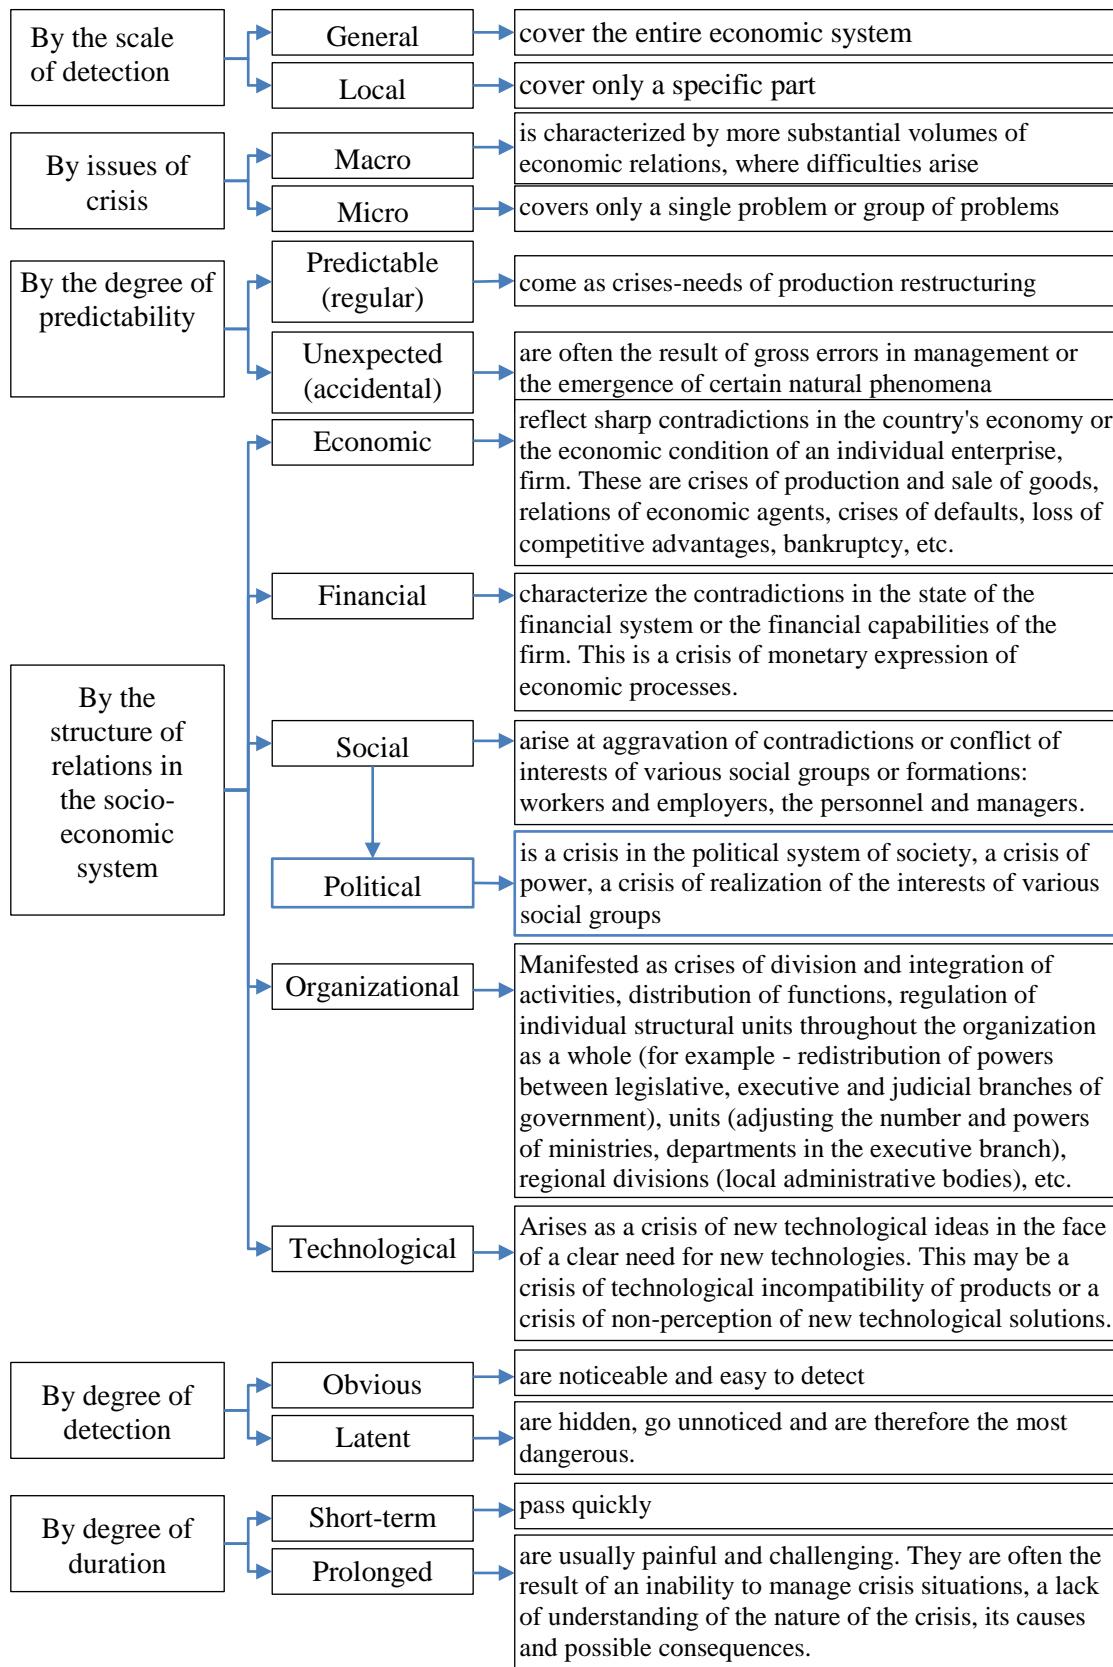 By the scale
of detection
General
cover the entire economic system
Local
cover only a specific part
By issues of
crisis
Macro
is characterized by more substantial volumes of
economic relations, where difficulties arise
Micro
covers only a single problem or group of problems
By the degree of
predictability
Predictable
(regular)
come as crises-needs of production restructuring
Unexpected
(accidental)
are often the result of gross errors in management or
the emergence of certain natural phenomena
By the
structure of
relations in
the socio-
economic
system
Economic
reflect sharp contradictions in the country's economy or
the economic condition of an individual enterprise,
firm. These are crises of production and sale of goods,
relations of economic agents, crises of defaults, loss of
competitive advantages, bankruptcy, etc.
Financial
characterize the contradictions in the state of the
financial system or the financial capabilities of the
firm. This is a crisis of monetary expression of
economic processes.
Social
arise at aggravation of contradictions or conflict of
interests of various social groups or formations:
workers and employers, the personnel and managers.
Political
is a crisis in the political system of society, a crisis of
power, a crisis of realization of the interests of various
social groups
Organizational
Manifested as crises of division and integration of
activities, distribution of functions, regulation of
individual structural units throughout the organization
as a whole (for example - redistribution of powers
between legislative, executive and judicial branches of
government), units (adjusting the number and powers
of ministries, departments in the executive branch),
regional divisions (local administrative bodies), etc.
Technological
Arises as a crisis of new technological ideas in the face
of a clear need for new technologies. This may be a
crisis of technological incompatibility of products or a
crisis of non-perception of new technological solutions.
By degree of
detection
Obvious
are noticeable and easy to detect
Latent
are hidden, go unnoticed and are therefore the most
dangerous.
By degree of
duration
Short-term
pass quickly
Prolonged
are usually painful and challenging. They are often the
result of an inability to manage crisis situations, a lack
of understanding of the nature of the crisis, its causes
and possible consequences.